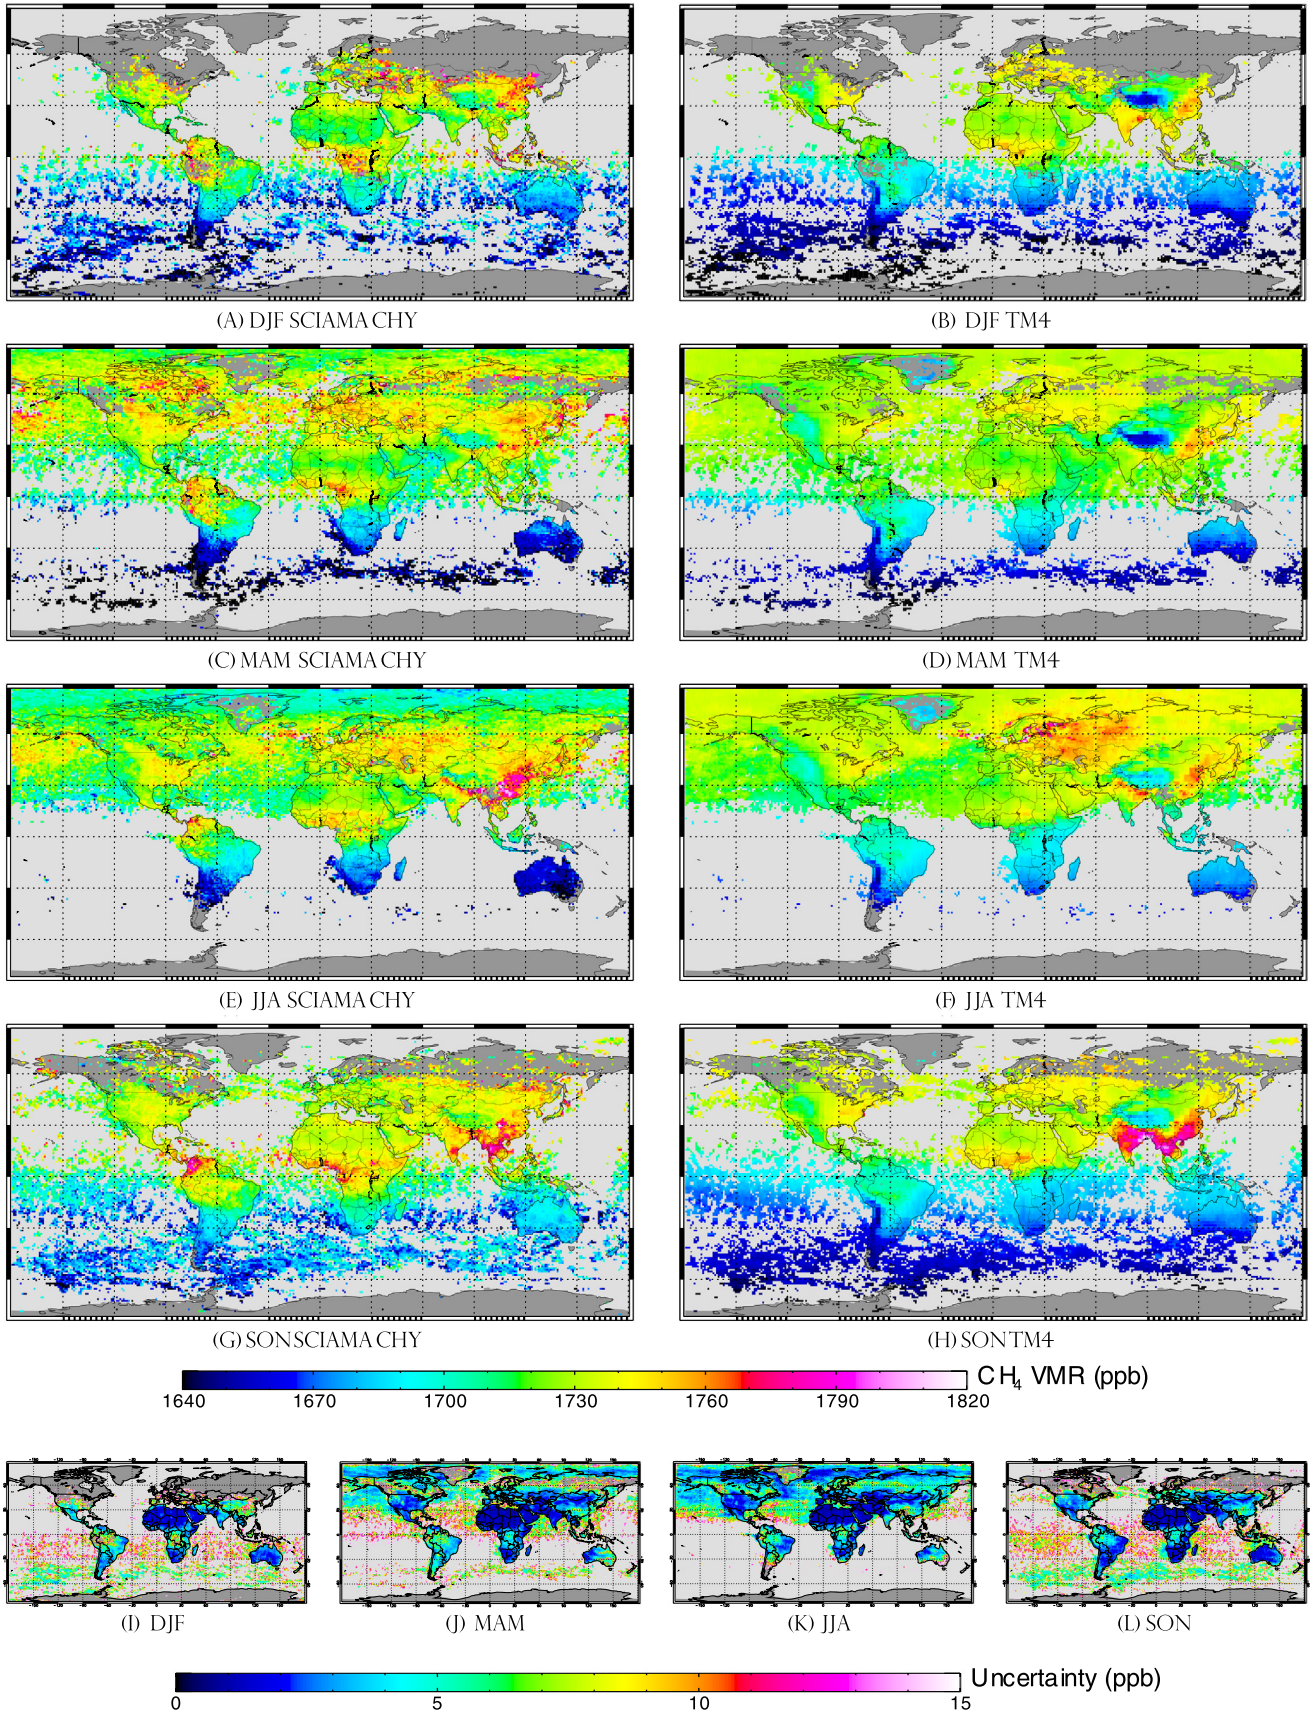 (A) DJF SCIAMACHY
(B) DJF TM4
(C) MAM SCIAMACHY
(D) MAM TM4
(E) JJA SCIAMACHY
(F) JJA TM4
(G) SON SCIAMACHY
(H) SON TM4
CH4 VMR (ppb)
1640 1670 1700 1730 1760 1790 1820
(I) DJF
(J) MAM
(K) JJA
(L) SON
Uncertainty (ppb)
0 5 10 15